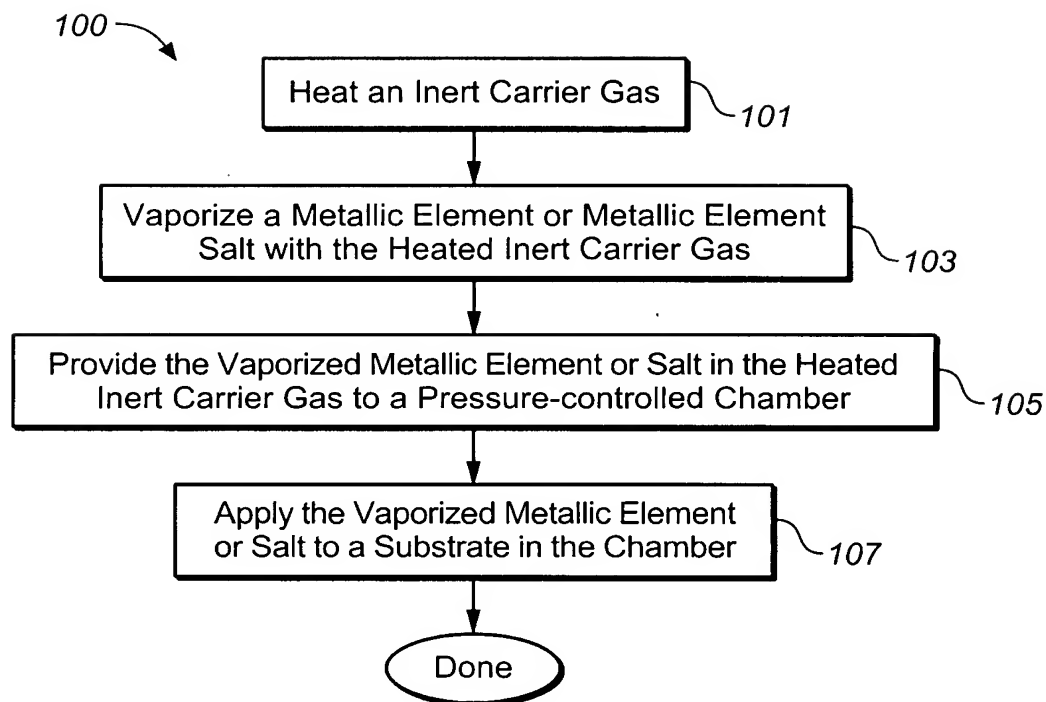 100
Heat an Inert Carrier Gas
101
Vaporize a Metallic Element or Metallic Element
Salt with the Heated Inert Carrier Gas
103
Provide the Vaporized Metallic Element or Salt in the Heated
Inert Carrier Gas to a Pressure-controlled Chamber
105
Apply the Vaporized Metallic Element
or Salt to a Substrate in the Chamber
107
Done